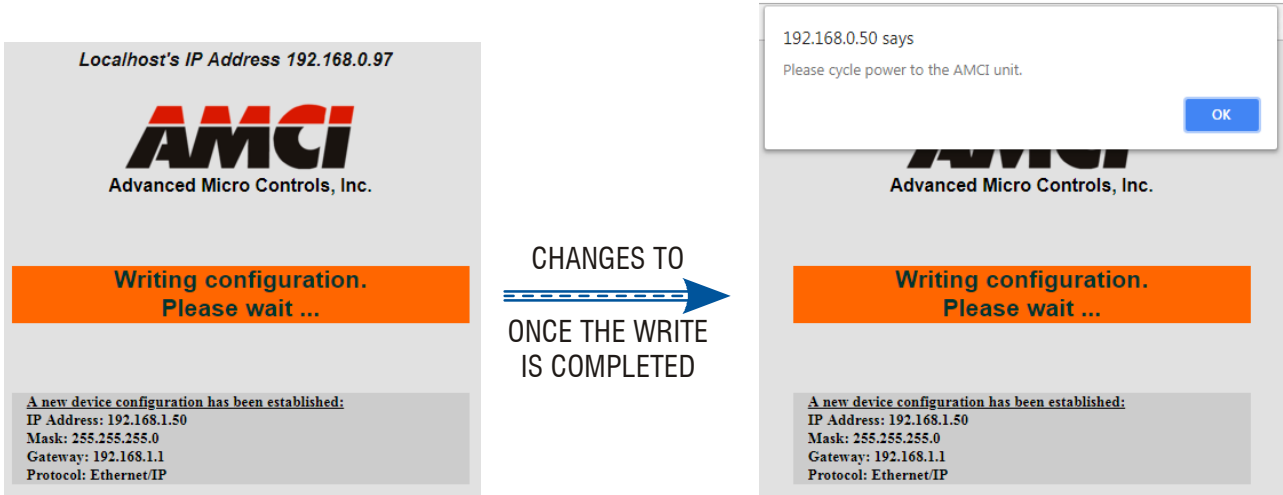 Localhost's IP Address 192.168.0.97
AMCI
Advanced Micro Controls, Inc.
Writing configuration.
Please wait ...
A new device configuration has been established:
IP Address: 192.168.1.50
Mask: 255.255.255.0
Gateway: 192.168.1.1
Protocol: Ethernet/IP
CHANGES TO
ONCE THE WRITE
IS COMPLETED
192.168.0.50 says
Please cycle power to the AMCI unit.
OK
Advanced Micro Controls, Inc.
Writing configuration.
Please wait ...
A new device configuration has been established:
IP Address: 192.168.1.50
Mask: 255.255.255.0
Gateway: 192.168.1.1
Protocol: Ethernet/IP